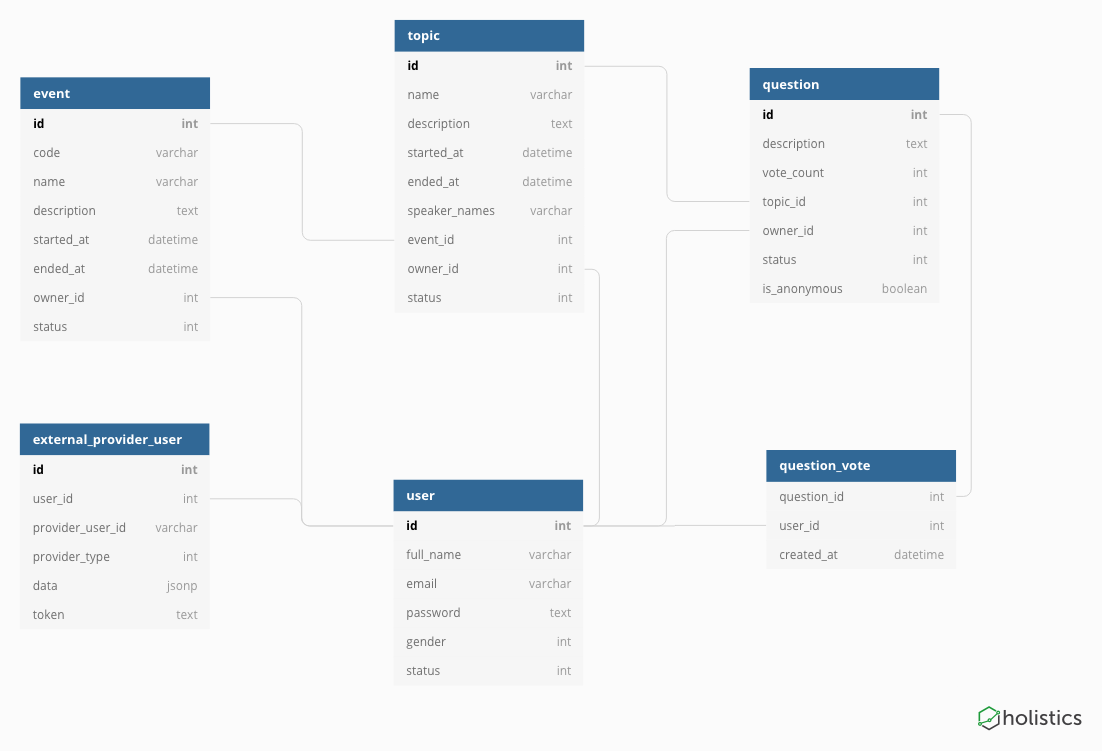 topic
id int
name varchar
description text
started_at datetime
ended_at datetime
speaker_names varchar
event_id int
owner_id int
status int
event
id int
code varchar
name varchar
description text
started_at datetime
ended_at datetime
owner_id int
status int
question
id int
description text
vote_count int
topic_id int
owner_id int
status int
is_anonymous boolean
external_provider_user
id int
user_id int
provider_user_id varchar
provider_type int
data jsonp
token text
user
id int
full_name varchar
email varchar
password text
gender int
status int
question_vote
question_id int
user_id int
created_at datetime
holistics